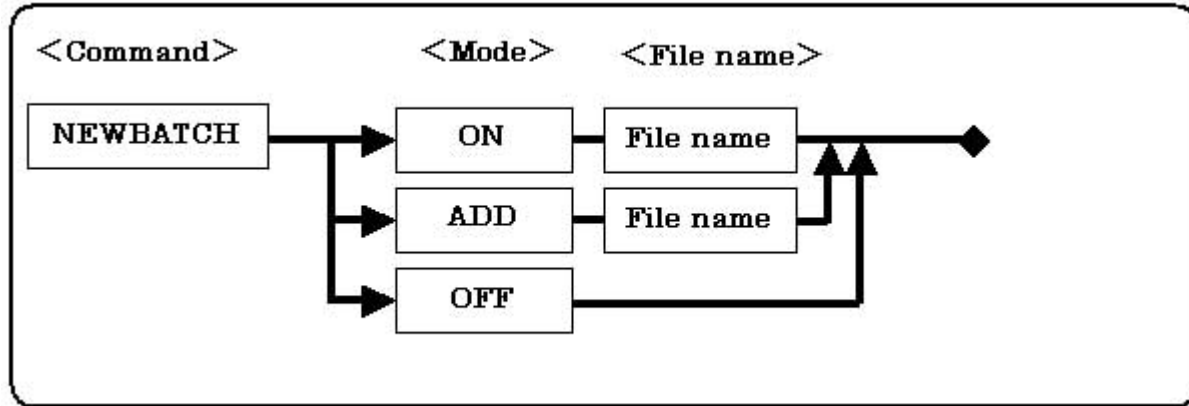 <Command> <Mode> <File name>
NEWBATCH ON File name
ADD File name
OFF